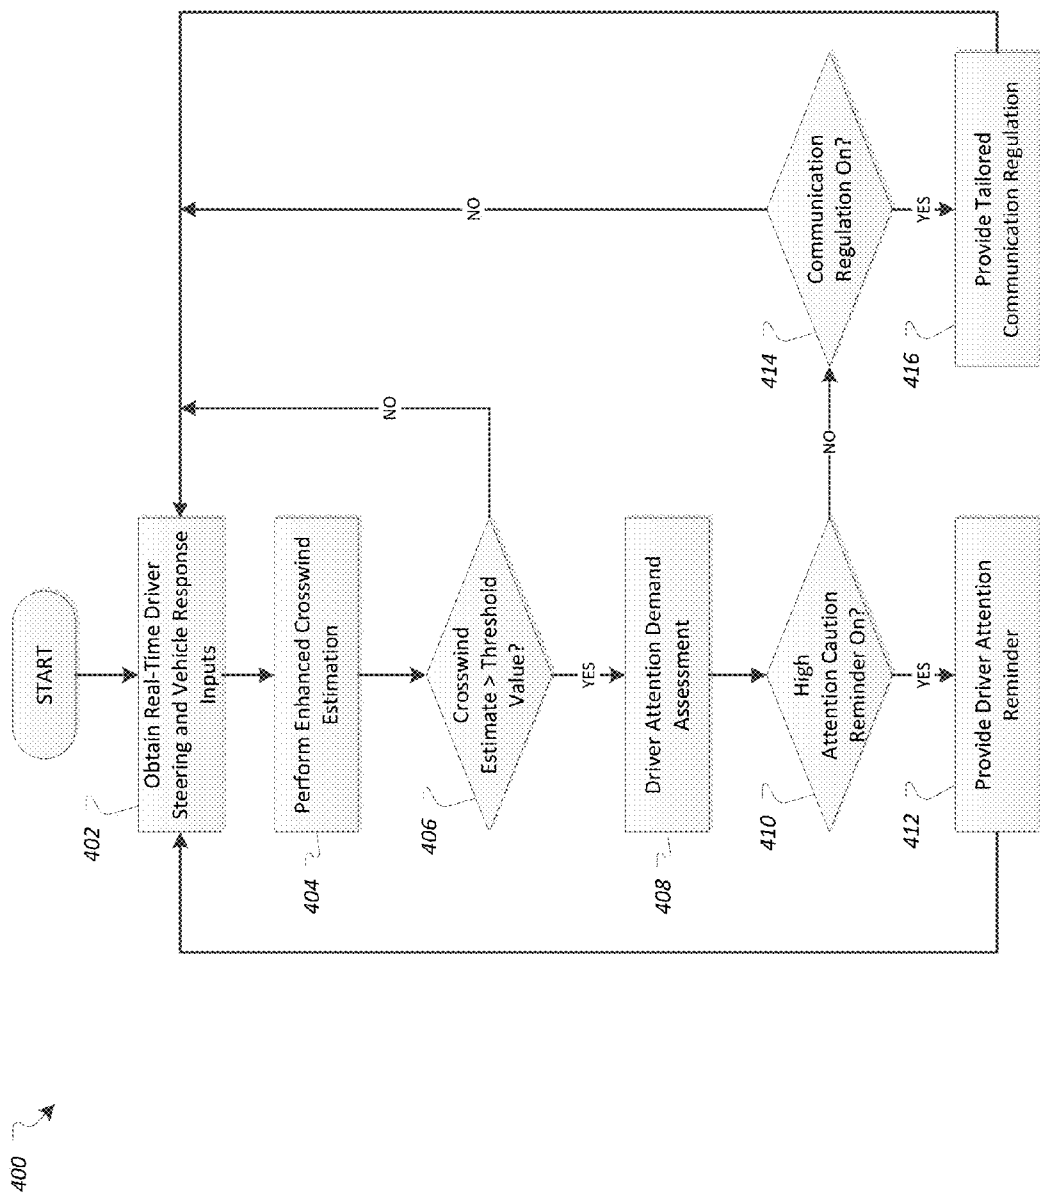 400
START
402
Obtain Real-Time Driver
Steering and Vehicle Response
Inputs
404
Perform Enhanced Crosswind
Estimation
406
Crosswind
Estimate > Threshold
Value?
NO
YES
408
Driver Attention Demand
Assessment
410
High
Attention Caution
Reminder On?
NO
YES
412
Provide Driver Attention
Reminder
414
Communication
Regulation On?
NO
YES
416
Provide Tailored
Communication Regulation